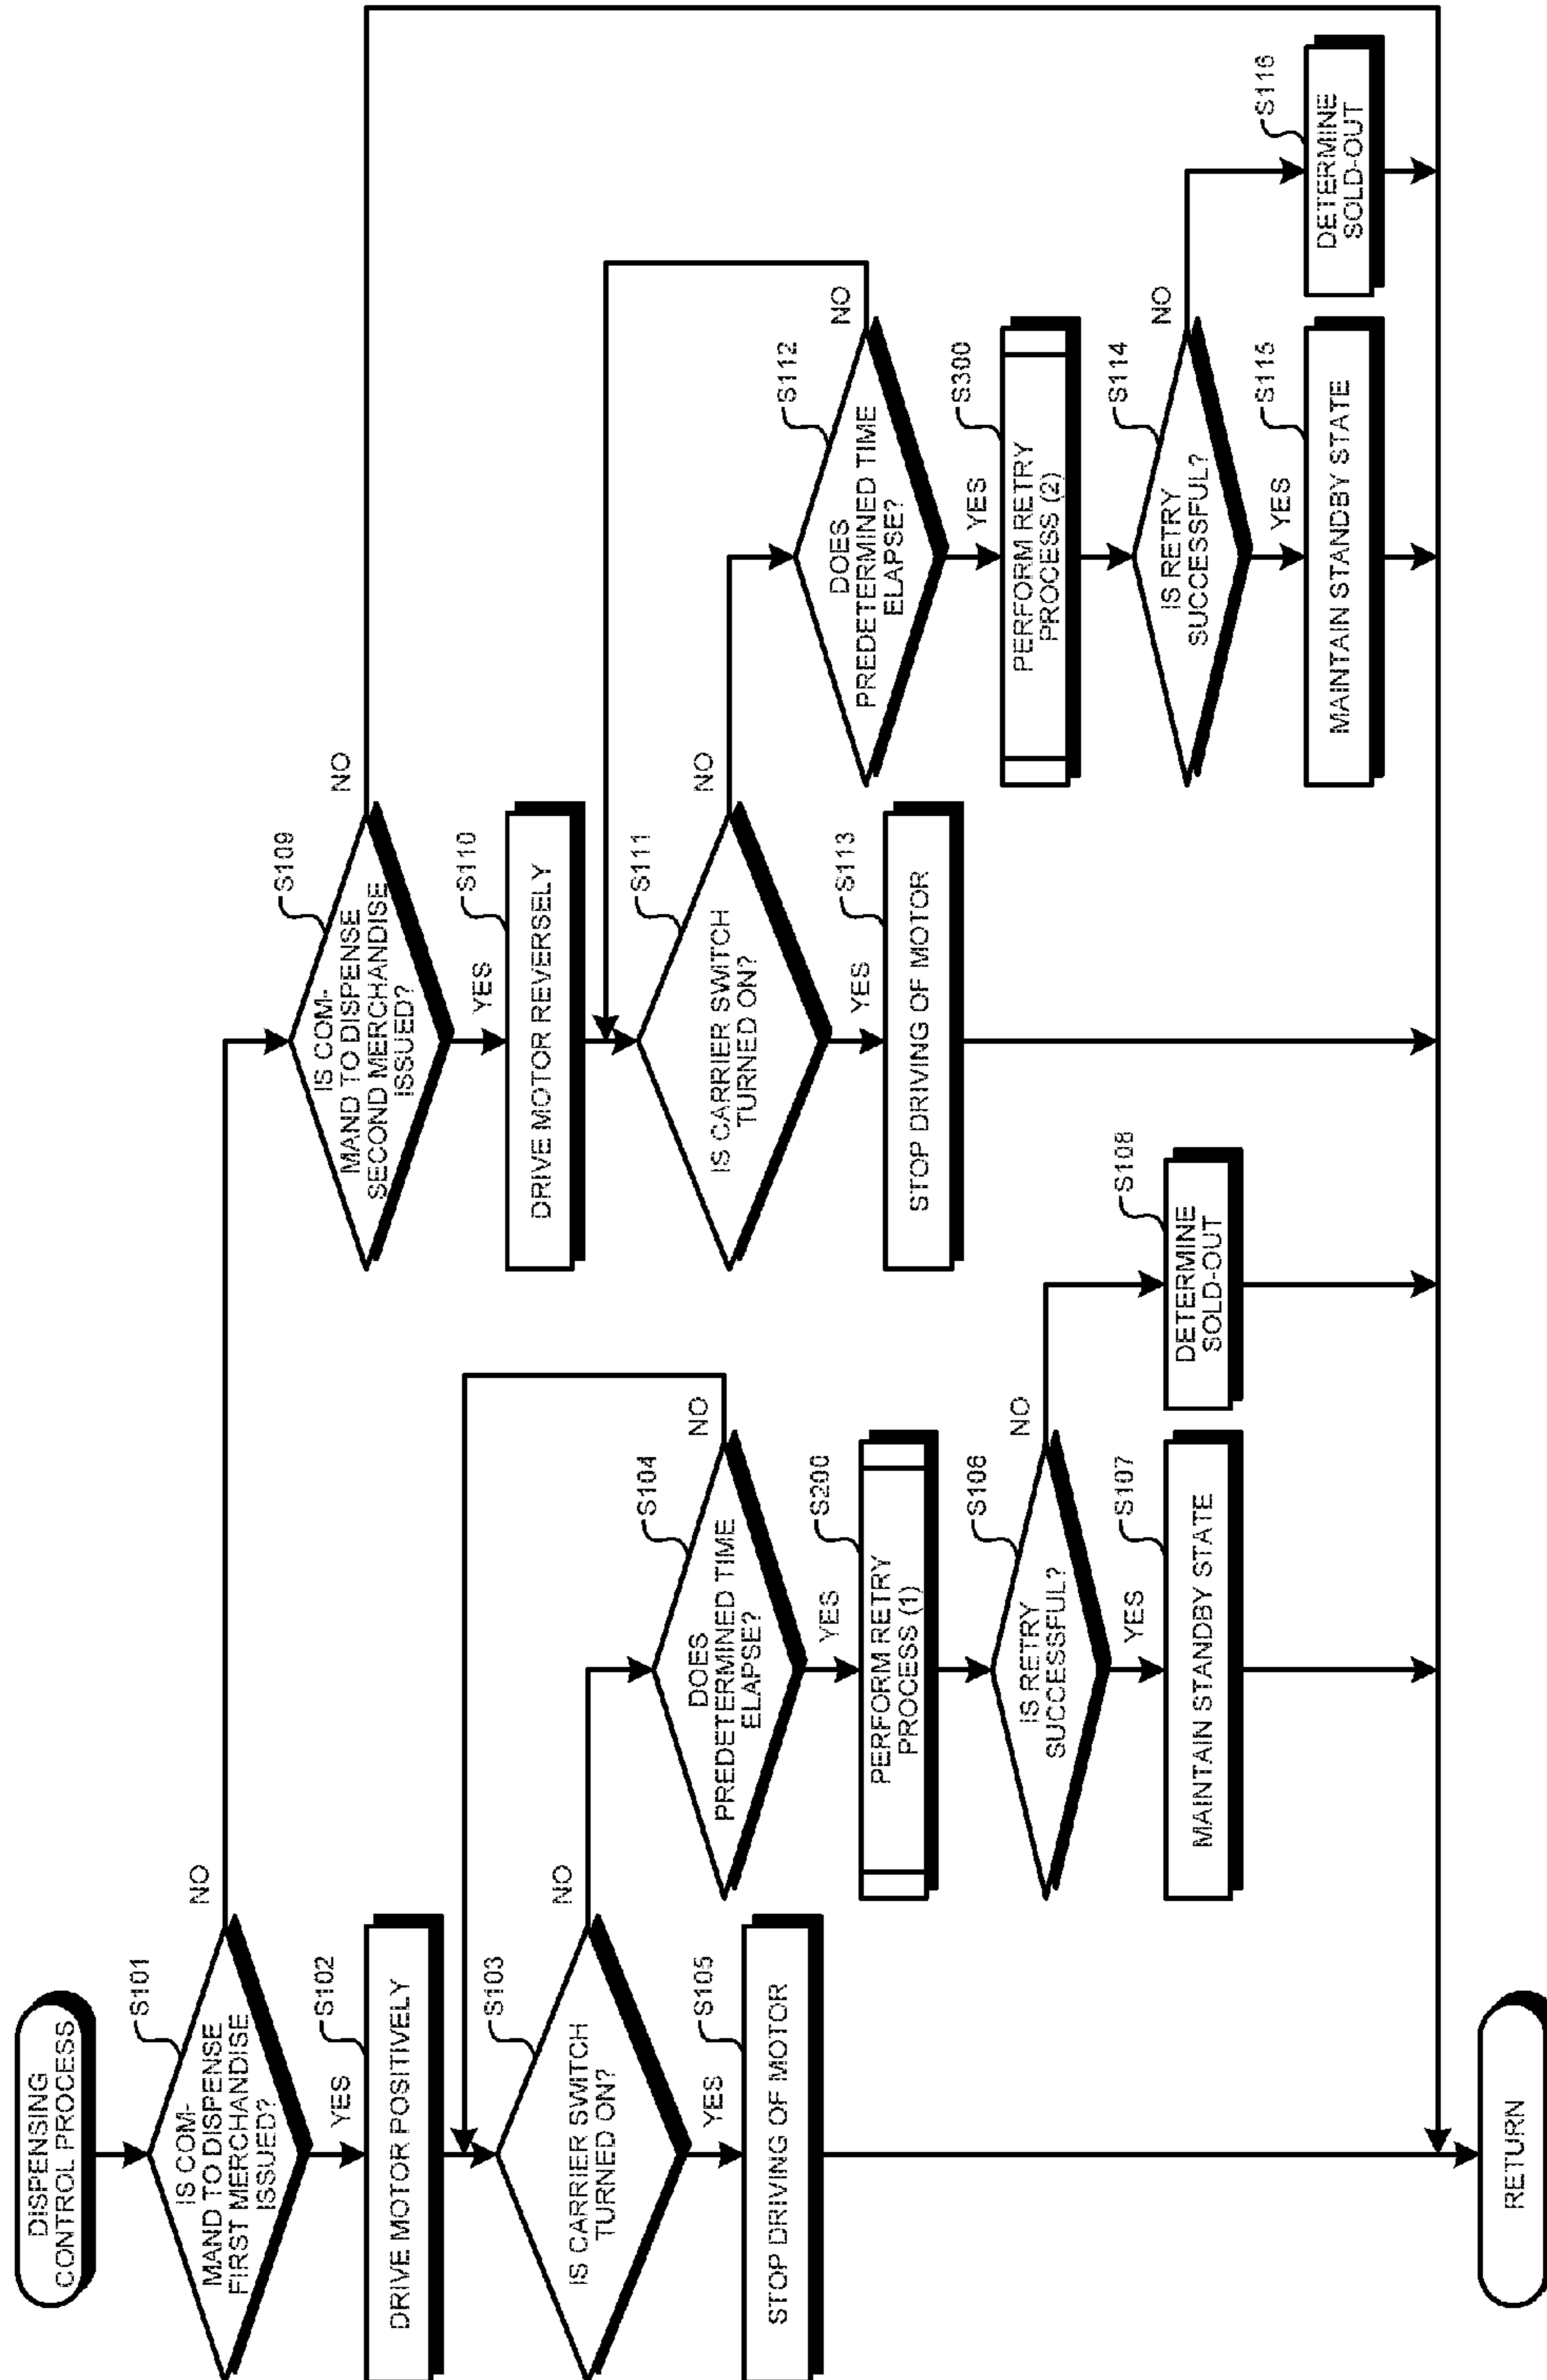 DISPENSING
CONTROL PROCESS
S101
IS COM-
MAND TO DISPENSE
FIRST MERCHANDISE
ISSUED?
NO
YES
S102
DRIVE MOTOR POSITIVELY
S103
IS CARRIER SWITCH
TURNED ON?
NO
YES
S105
STOP DRIVING OF MOTOR
S104
DOES
PREDETERMINED TIME
ELAPSE?
NO
YES
S200
PERFORM RETRY
PROCESS (1)
S106
IS RETRY
SUCCESSFUL?
NO
YES
S107
MAINTAIN STANDBY STATE
S108
DETERMINE
SOLD-OUT
S109
IS COM-
MAND TO DISPENSE
SECOND MERCHANDISE
ISSUED?
NO
YES
S110
DRIVE MOTOR REVERSELY
S111
IS CARRIER SWITCH
TURNED ON?
NO
YES
S113
STOP DRIVING OF MOTOR
S112
DOES
PREDETERMINED TIME
ELAPSE?
NO
YES
S300
PERFORM RETRY
PROCESS (2)
S114
IS RETRY
SUCCESSFUL?
NO
YES
S115
MAINTAIN STANDBY STATE
S116
DETERMINE
SOLD-OUT
RETURN